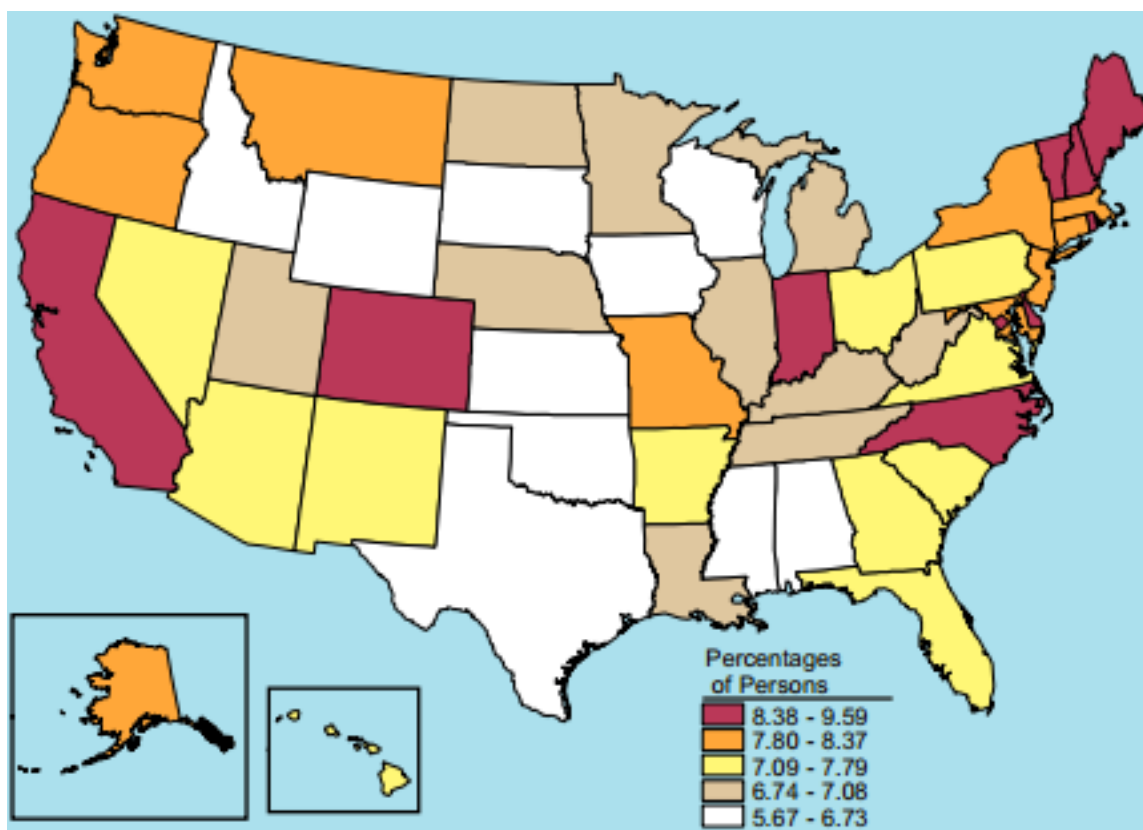 Percentages
of Persons
8.38 - 9.59
7.80 - 8.37
7.09 - 7.79
6.74 - 7.08
5.67 - 6.73